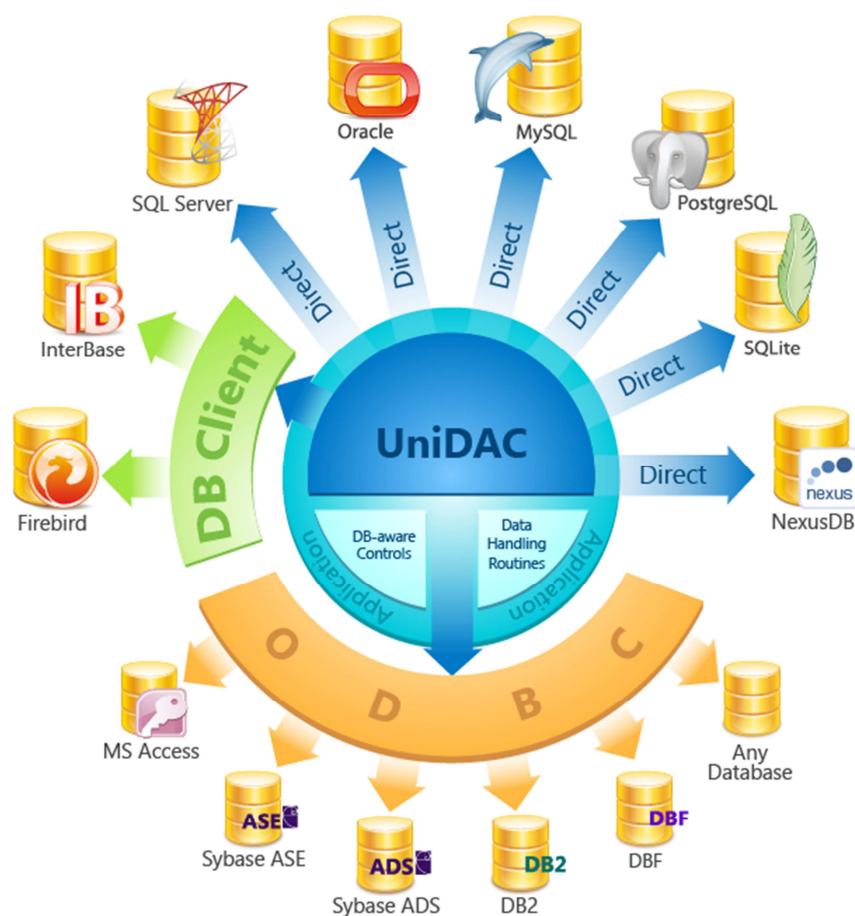 Oracle
MySQL
SQL Server
PostgreSQL
IB
InterBase
SQLite
Direct
Direct
Direct
Direct
Direct
Direct
DB Client
UniDAC
nexus
Firebird
NexusDB
DB-aware
Controls
Data
Handling
Routines
Application
Application
O D B C
MS Access
Any
Database
ASE
Sybase ASE
ADS
Sybase ADS
DB2
DB2
DBF
DBF